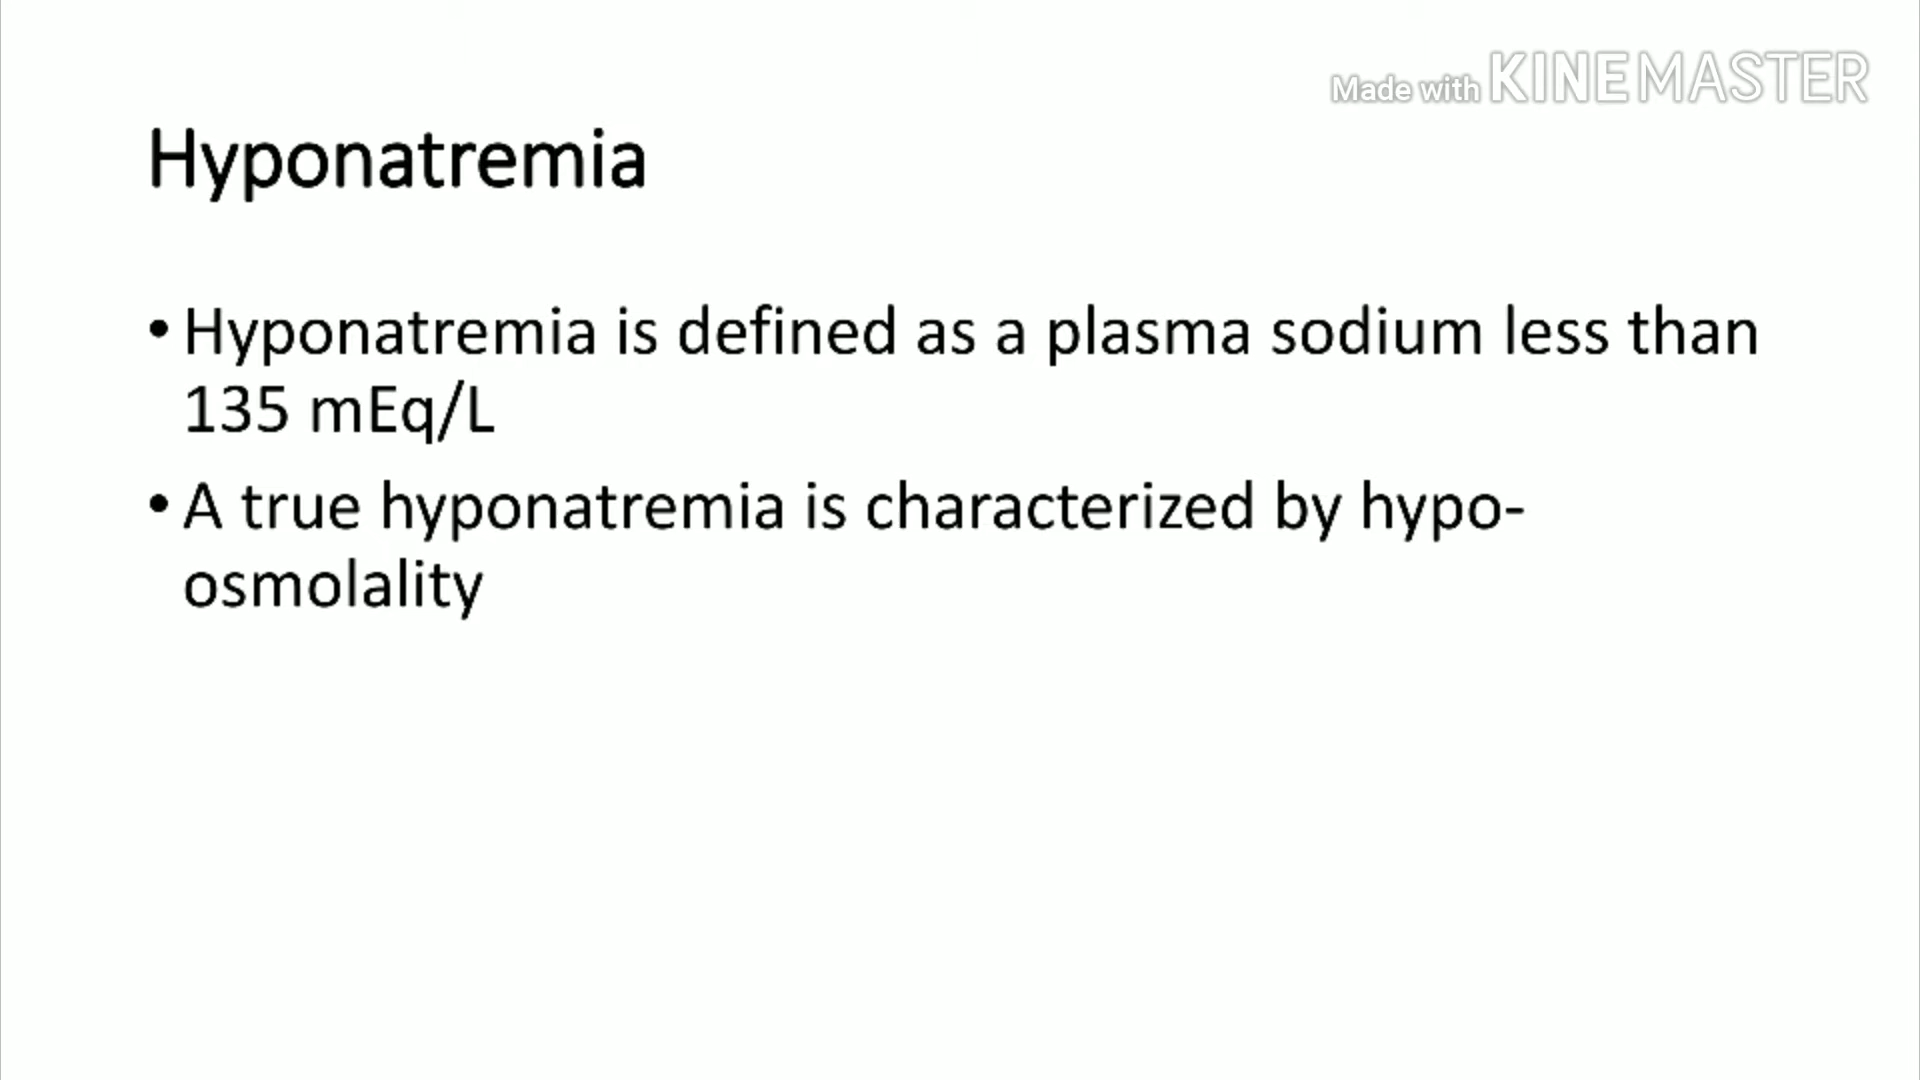 Made with KINEMASTER
Hyponatremia
• Hyponatremia is defined as a plasma sodium less than
135 mEq/L
• A true hyponatremia is characterized by hypo-
osmolality